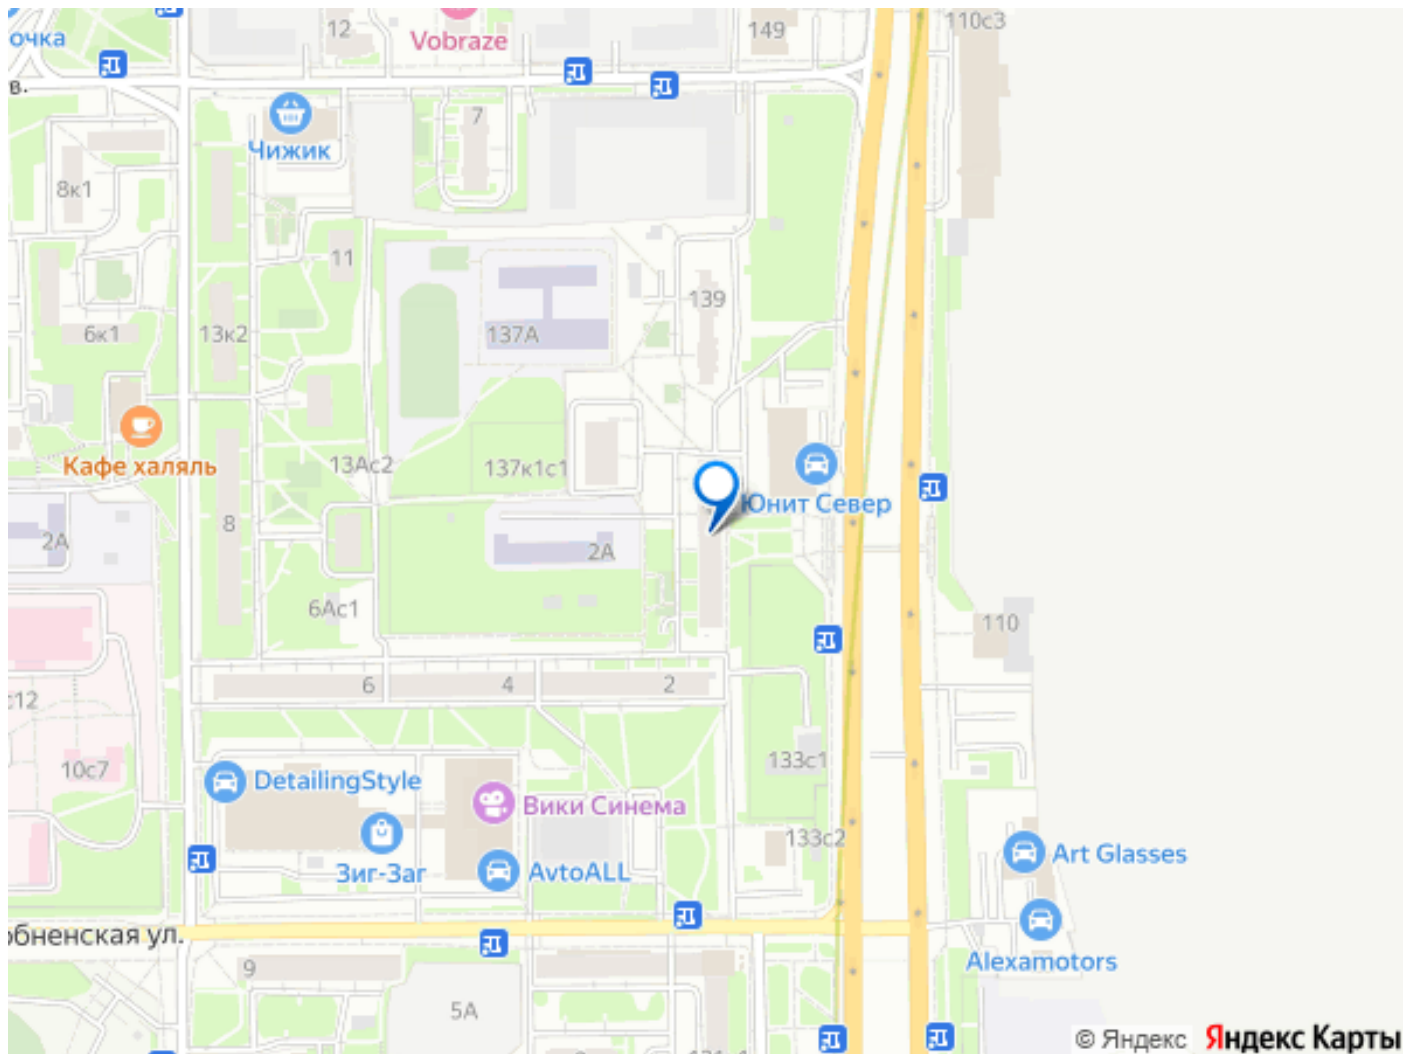 очка
12
Vobraze
149
110с3
в.
7
Чижик
8к1
11
139
6к1
13к2
137А
Кафе халяль
13Ас2
137к1с1
Юнит Север
8
2А
2А
6Ас1
110
6
4
2
с12
10с7
133с1
DetailingStyle
Вики Синема
133с2
Зиг-Заг
AvtoALL
Art Glasses
обненская ул.
Alexamotors
9
5А
© Яндекс
Яндекс Карты